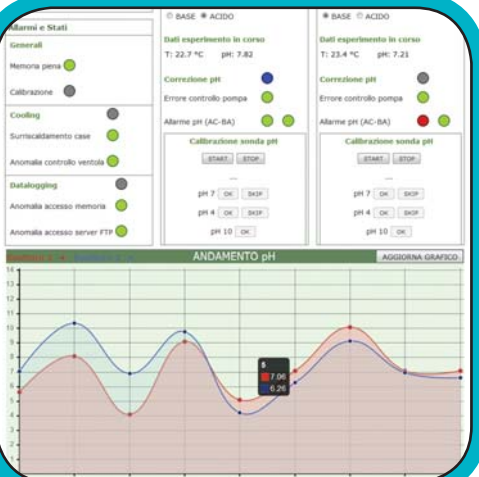 Allarmi e Stati
Generali
Memoria piena
Calibrazione
Cooling
Surriscaldamento case
Anomalia controllo ventola
Datalogging
Anomalia accesso memoria
Anomalia accesso server FTP
BASE ACIDO
Dati esperimento in corso
T: 22.7 °C pH: 7.82
Correzione pH
Errore controllo pompa
Allarme pH (AC-BA)
Calibrazione sonda pH
START STOP
---
pH 7 OK SKIP
pH 4 OK SKIP
pH 10 OK
BASE ACIDO
Dati esperimento in corso
T: 23.4 °C pH: 7.21
Correzione pH
Errore controllo pompa
Allarme pH (AC-BA)
Calibrazione sonda pH
START STOP
---
pH 7 OK SKIP
pH 4 OK SKIP
pH 10 OK
ANDAMENTO pH
AGGIORNA GRAFICO
14
13
12
11
10
9
8
7
6
5
4
3
2
1
5
7.06
6.26